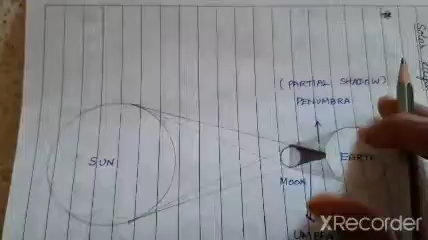 (PARTIAL SHADOW)
PENUMBRA
SUN
EARTH
MOON
XRecorder